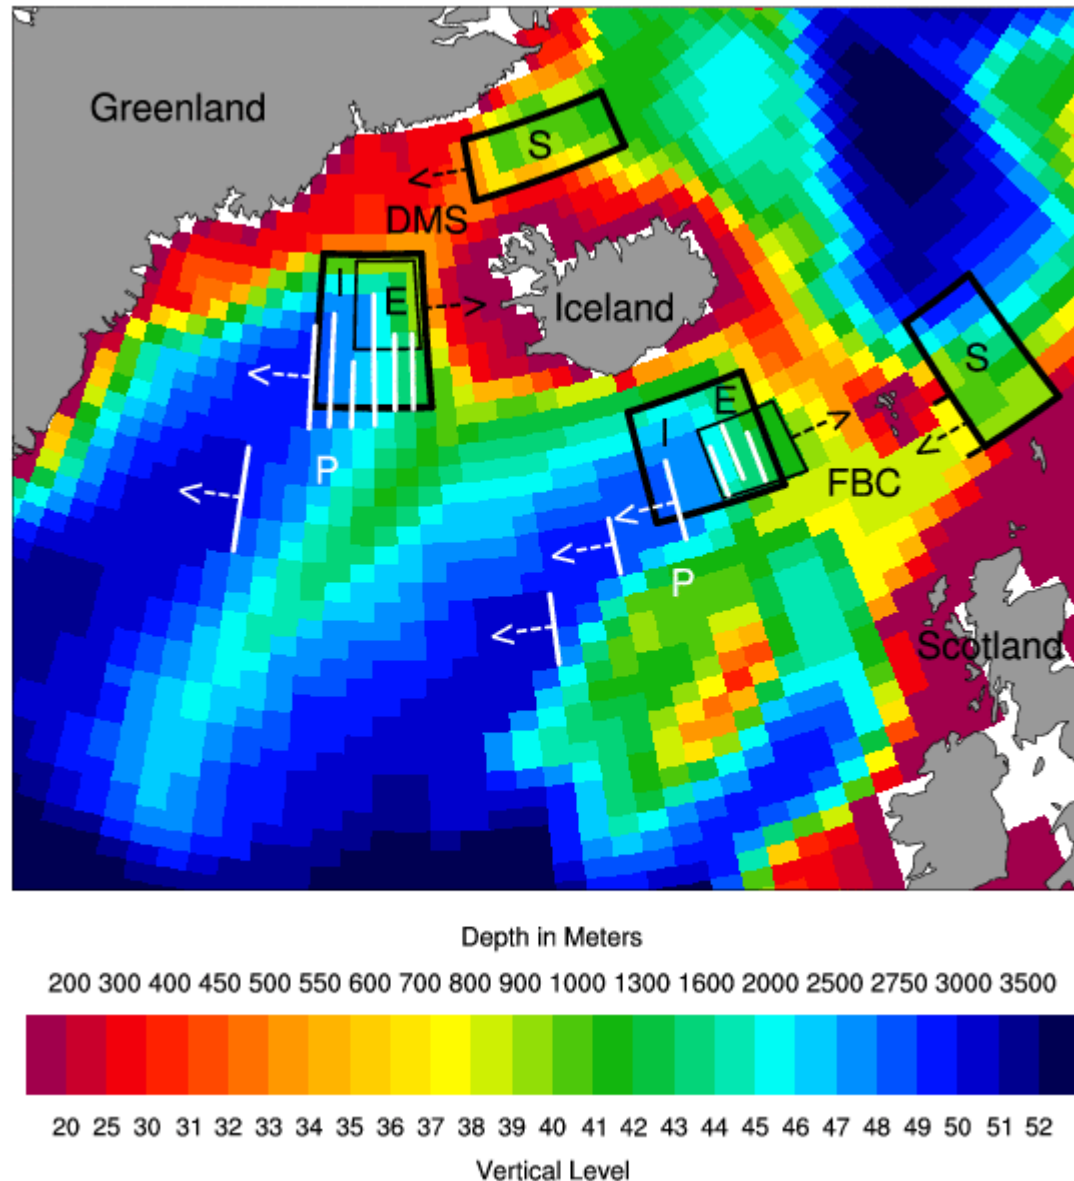 Greenland
S
DMS
I
E
Iceland
S
E
I
FBC
P
P
Scotland
Depth in Meters
200 300 400 450 500 550 600 700 800 900 1000 1300 1600 2000 2500 2750 3000 3500
20 25 30 31 32 33 34 35 36 37 38 39 40 41 42 43 44 45 46 47 48 49 50 51 52
Vertical Level